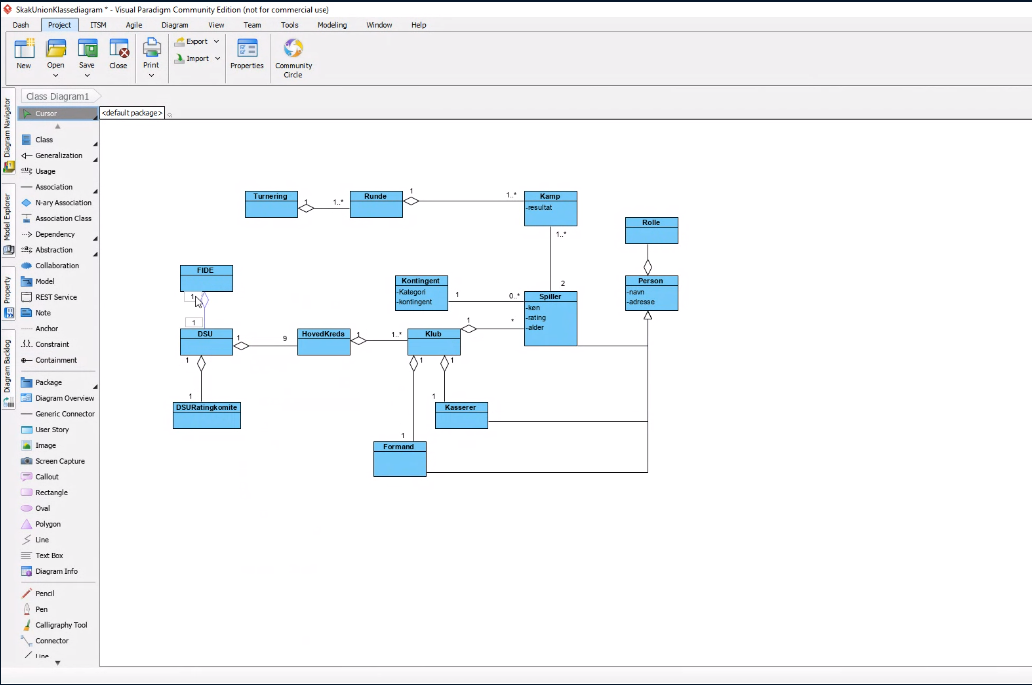 SkakUnionKlassediagram * - Visual Paradigm Community Edition (not for commercial use)
Dash Project ITSM Agile Diagram View Team Tools Modeling Window Help
New Open Save Close Print Export Import Properties Community Circle
Class Diagram1
Cursor
<default package>
Diagram Navigator
Model Explorer
Property
Diagram Backlog
Class
Generalization
Usage
Association
N-ary Association
Association Class
Dependency
Abstraction
Collaboration
Model
REST Service
Note
Anchor
Constraint
Containment
Package
Diagram Overview
Generic Connector
User Story
Image
Screen Capture
Callout
Rectangle
Oval
Polygon
Line
Text Box
Diagram Info
Pencil
Pen
Calligraphy Tool
Connector
Line
Turnering 1 1..* Runde 1 1..* Kamp
-resultat
Rolle
1..*
2
FIDE
1
1
Kontingent
-Kategori
-kontingent
1 0..*
Spiller
-køn
-rating
-alder
Person
-navn
-adresse
DSU 1 9 HovedKreds 1 1..* Klub 1 *
1
1
DSURatingkomite
1
1
Kasserer
1
1
Formand